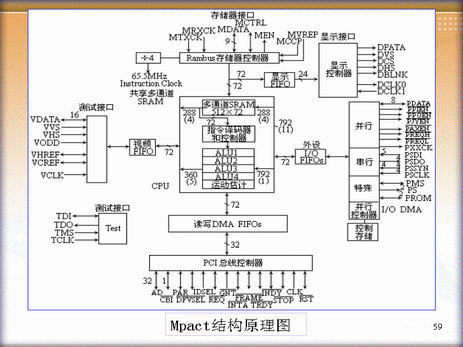 存储器接口
MCTRL
MRXCK MDATA
MTXCK MEN
MVREF
MCCP
9
显示接口
÷4
Rambus存储器控制器
65.5MHz
Instruction Clock
共享多通道
SRAM
72
显示
FIFO
24
72
显示
控制器
DPATA
DVS
DCS
DHS
DBLNK
DCLK0
DCLK1
测试接口
VDATA
16
VVS
VHS
VODD
VHREF
VCREF
VCLK
视频
FIFO
72
多通道SRAM
512×72
288
(4)
288
(4)
792
(11)
指令译码器
和控制器
ALU1
ALU2
ALU3
ALU4
运动估计
360
(5)
792
(1)
CPU
72
外设
I/O
FIFOs
72
8
并行
串行
特殊
并行
控制器
I/O DMA
控制
存储
PDATA
PPOEN
PJYEN
PAXEN
PREQH
PREQL
PXXCK
5
PSDI
PSDO
PSSYN
PSCLK
PMS
2
PS
PROM
测试接口
TDI
TDO
TMS
TCLK
Test
72
读写DMA FIFOs
32
PCI 总线控制器
32
1
AD PAR IDSEL GNT INDY CLK
CBI DFVSEL REQ FRAME STOP RST
INTA TRDY
Mpact结构原理图
59